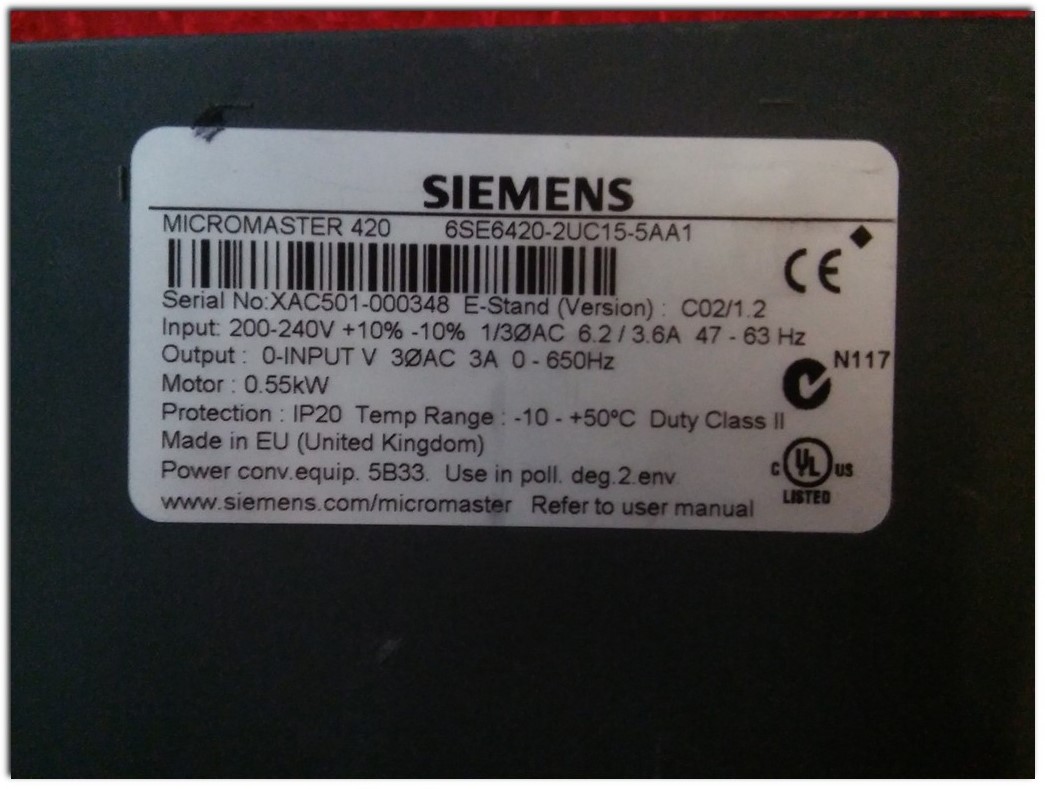 SIEMENS
MICROMASTER 420 6SE6420-2UC15-5AA1
CE
Serial No:XAC501-000348 E-Stand (Version) : C02/1.2
Input: 200-240V +10% -10% 1/3ØAC 6.2 / 3.6A 47 - 63 Hz
Output : 0-INPUT V 3ØAC 3A 0 - 650Hz
N117
Motor : 0.55kW
Protection : IP20 Temp Range : -10 - +50ºC Duty Class II
Made in EU (United Kingdom)
Power conv.equip. 5B33. Use in poll. deg.2.env
C UL US
LISTED
www.siemens.com/micromaster Refer to user manual